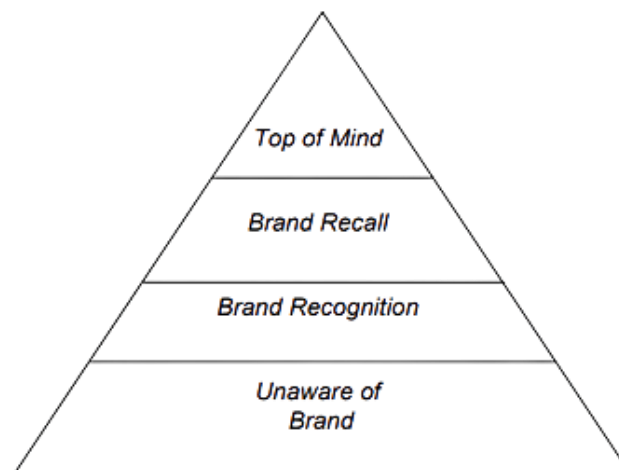 Top of Mind
Brand Recall
Brand Recognition
Unaware of
Brand